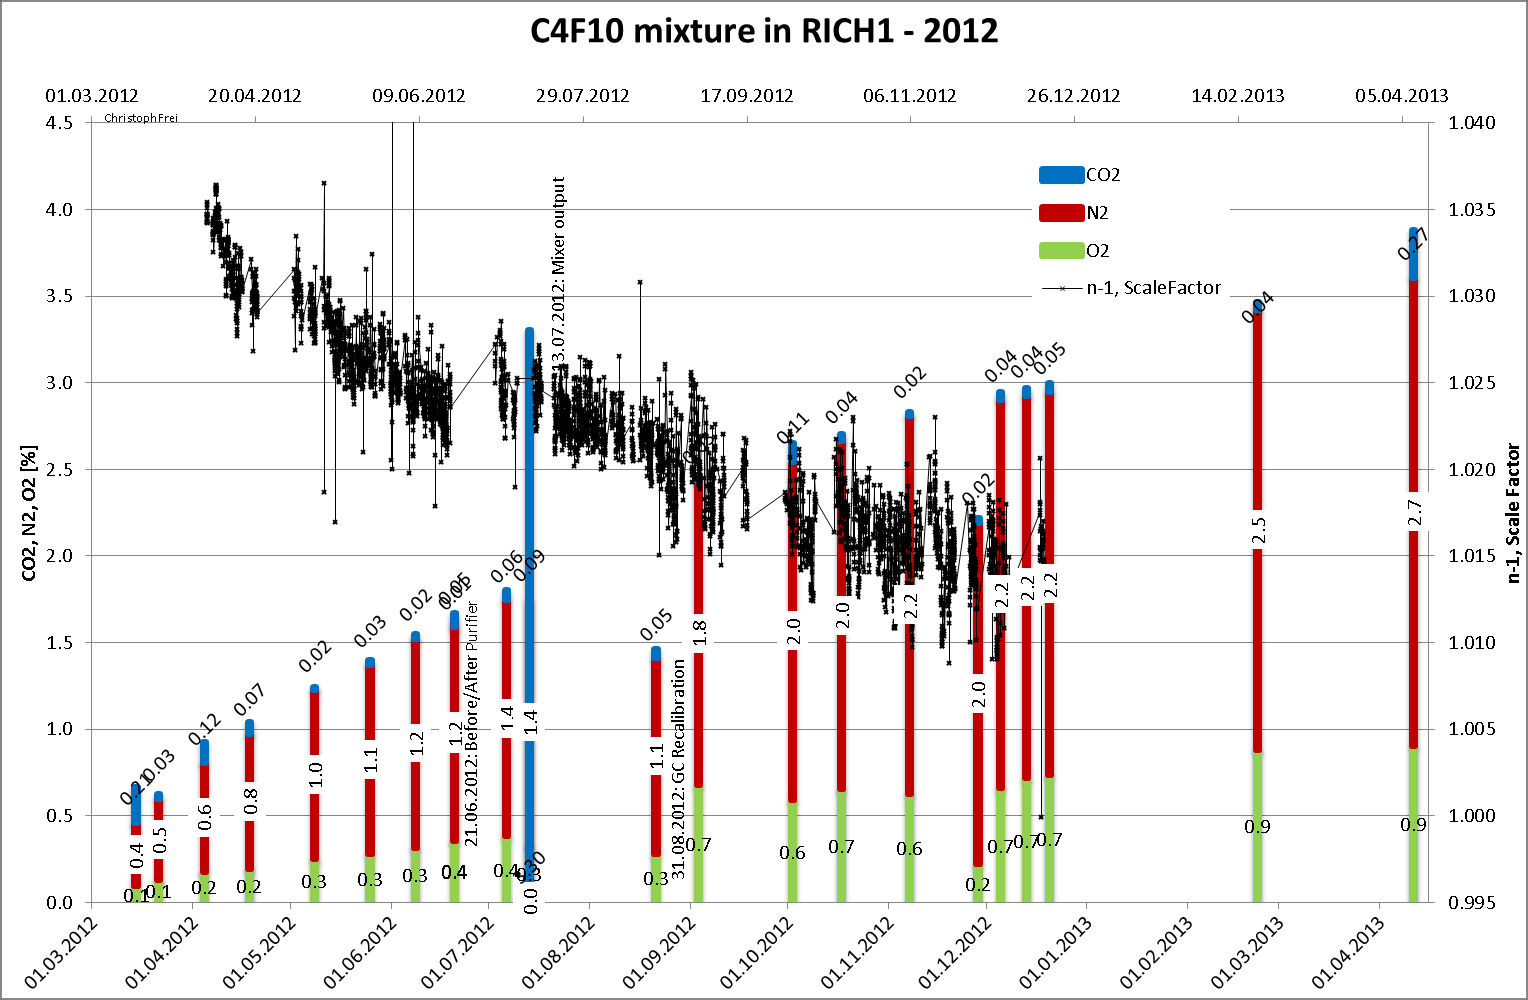 C4F10 mixture in RICH1 - 2012
01.03.2012 20.04.2012 09.06.2012 29.07.2012 17.09.2012 06.11.2012 26.12.2012 14.02.2013 05.04.2013
ChristophFrei
4.5
4.0
3.5
3.0
2.5
2.0
1.5
1.0
0.5
0.0
CO2, N2, O2 [%]
1.040
1.035
1.030
1.025
1.020
1.015
1.010
1.005
1.000
0.995
n-1, Scale Factor
CO2
N2
O2
n-1, ScaleFactor
13.07.2012: Mixer output
21.06.2012: Before/After Purifier
31.08.2012: GC Recalibration
0.21 0.03 0.12 0.07 0.02 0.03 0.02 0.05 0.01 0.06 0.09 0.05 0.11 0.04 0.02 0.02 0.04 0.04 0.05 0.04 0.27
0.4 0.5 0.6 0.8 1.0 1.1 1.2 1.2 1.4 1.4 1.1 1.8 2.0 2.0 2.2 2.0 2.2 2.2 2.2 2.5 2.7
0.1 0.1 0.2 0.2 0.3 0.3 0.3 0.4 0.4 0.3 0.0 0.3 0.7 0.6 0.7 0.6 0.2 0.7 0.7 0.7 0.9 0.9
01.03.2012 01.04.2012 01.05.2012 01.06.2012 01.07.2012 01.08.2012 01.09.2012 01.10.2012 01.11.2012 01.12.2012 01.01.2013 01.02.2013 01.03.2013 01.04.2013